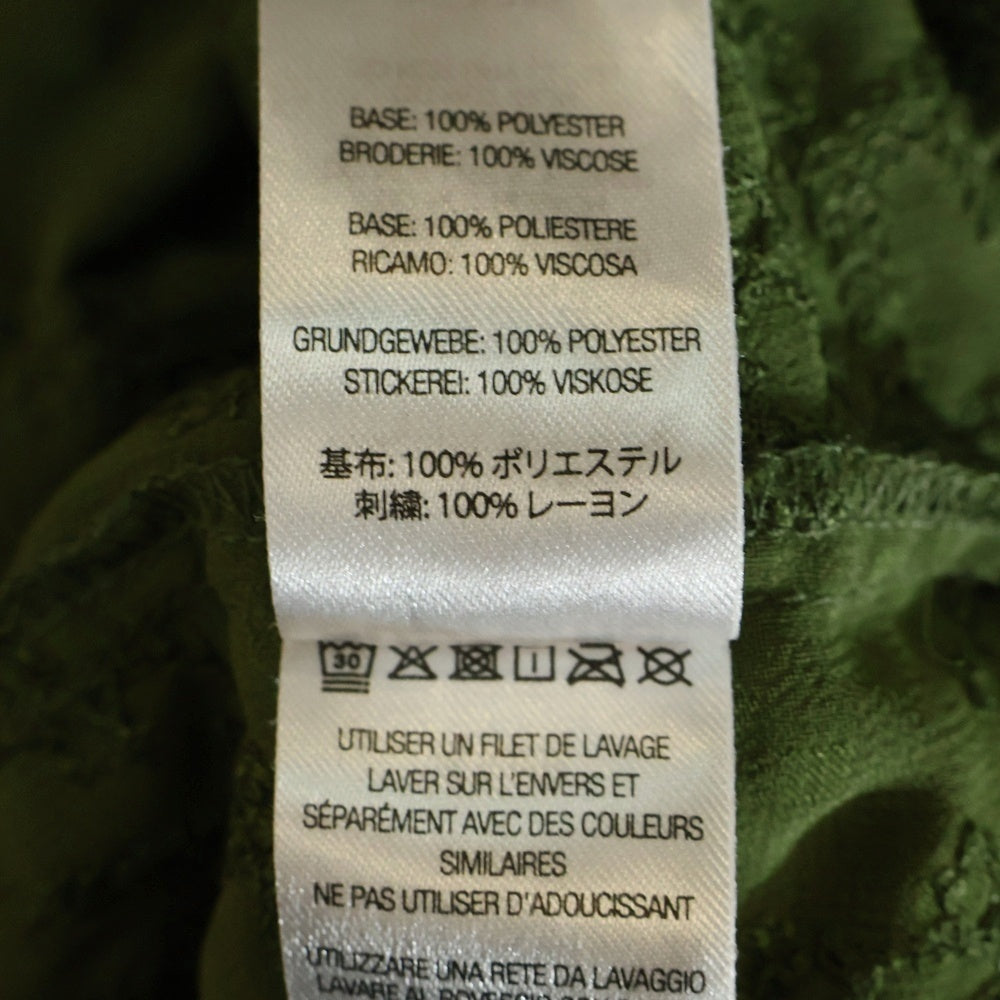 BASE: 100% POLYESTER
BRODERIE: 100% VISCOSE
BASE: 100% POLIESTERE
RICAMO: 100% VISCOSA
GRUNDGEWEBE: 100% POLYESTER
STICKEREI: 100% VISKOSE
基布: 100% ポリエステル
刺繍: 100% レーヨン
30
UTILISER UN FILET DE LAVAGE
LAVER SUR L'ENVERS ET
SÉPARÉMENT AVEC DES COULEURS
SIMILAIRES
NE PAS UTILISER D'ADOUCISSANT
UTILIZZARE UNA RETE DA LAVAGGIO
LAVARE AL ROVESCIO